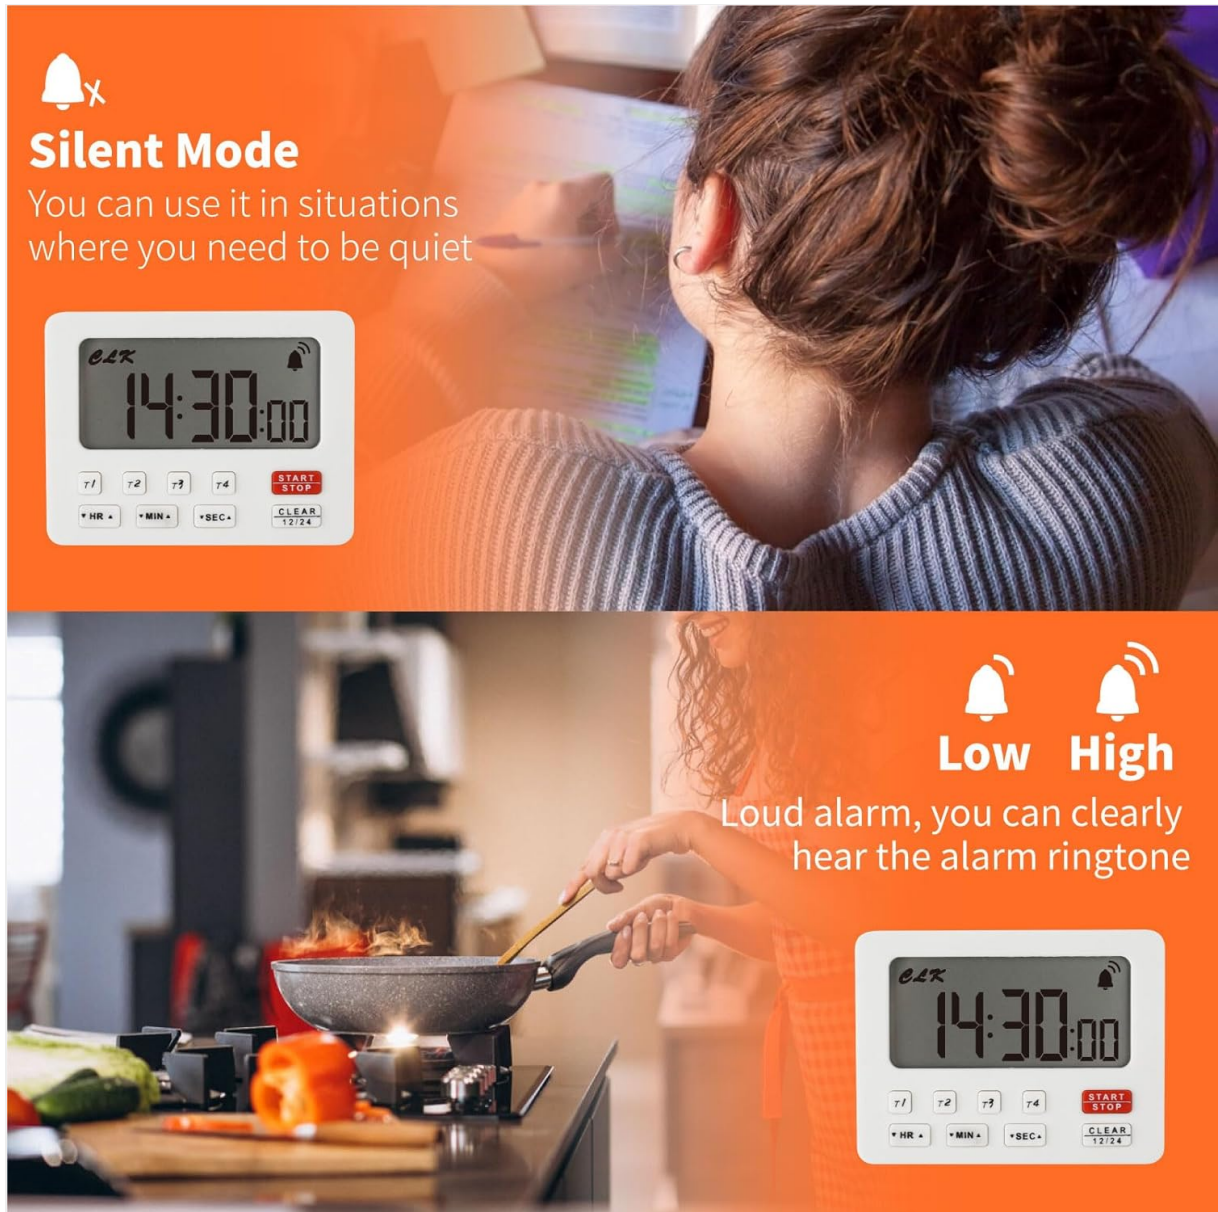 Silent Mode
You can use it in situations
where you need to be quiet
CLK
14:30:00
T1 T2 T3 T4 START
STOP
HR MIN SEC CLEAR
12/24
Low High
Loud alarm, you can clearly
hear the alarm ringtone
CLK
14:30:00
T1 T2 T3 T4 START
STOP
HR MIN SEC CLEAR
12/24